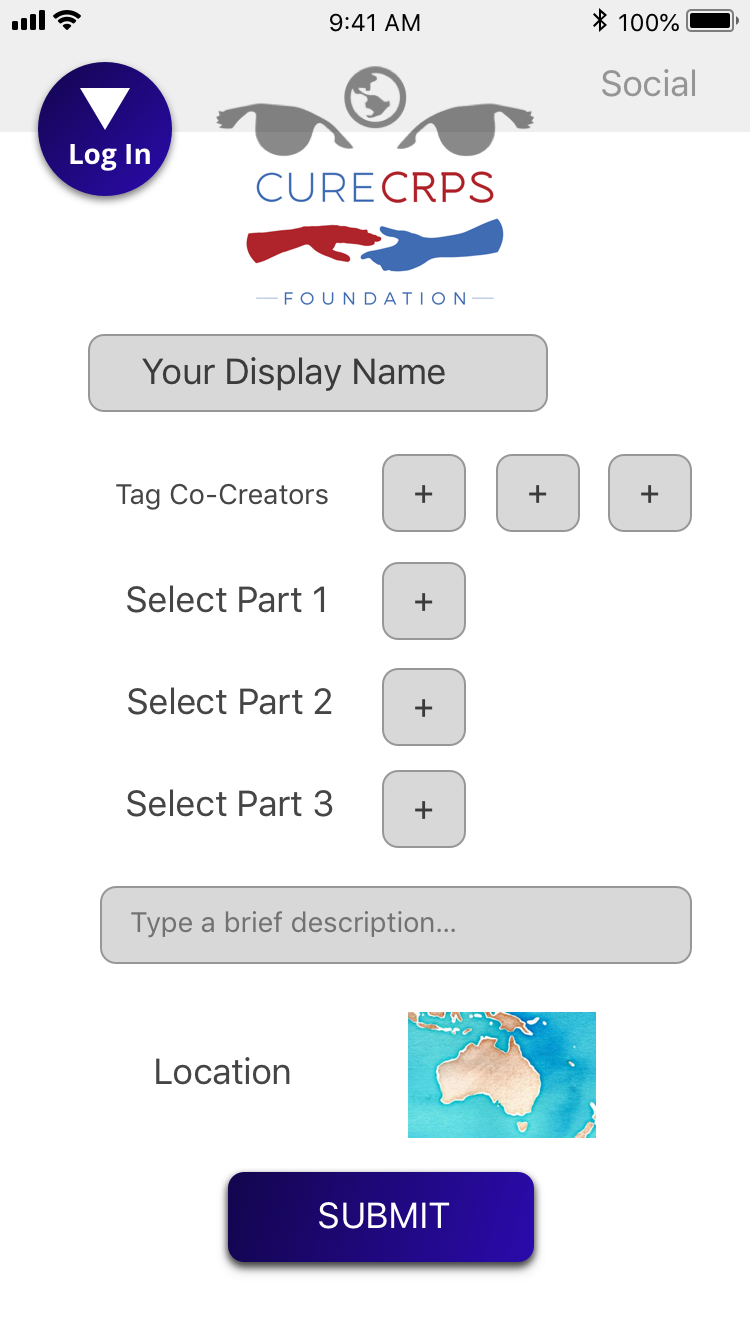 9:41 AM
100%
Social
Log In
CURECRPS
FOUNDATION
Your Display Name
Tag Co-Creators + + +
Select Part 1 +
Select Part 2 +
Select Part 3 +
Type a brief description...
Location
SUBMIT